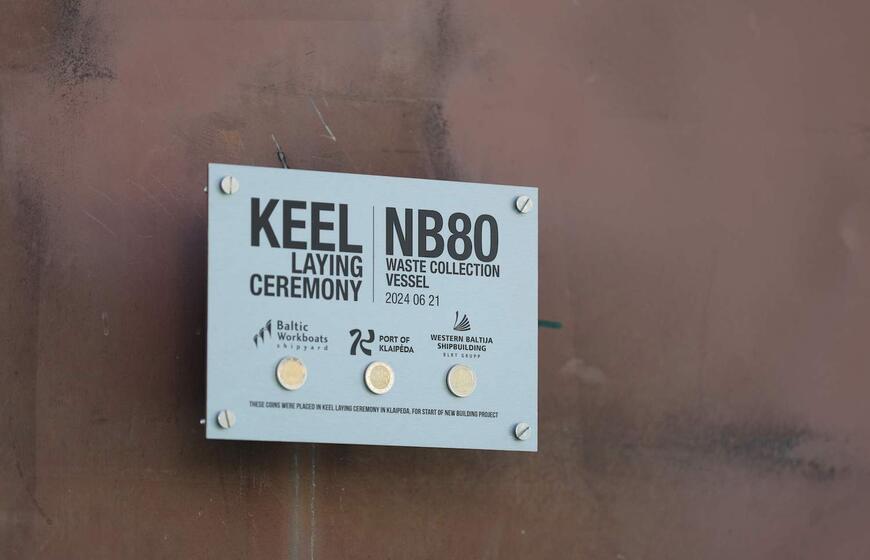 KEEL
LAYING
CEREMONY
NB80
WASTE COLLECTION
VESSEL
2024 06 21
Baltic
Workboats
shipyard
PORT OF
KLAIPĖDA
WESTERN BALTIJA
SHIPBUILDING
BLRT GRUPP
THESE COINS WERE PLACED IN KEEL LAYING CEREMONY IN KLAIPEDA, FOR START OF NEW BUILDING PROJECT